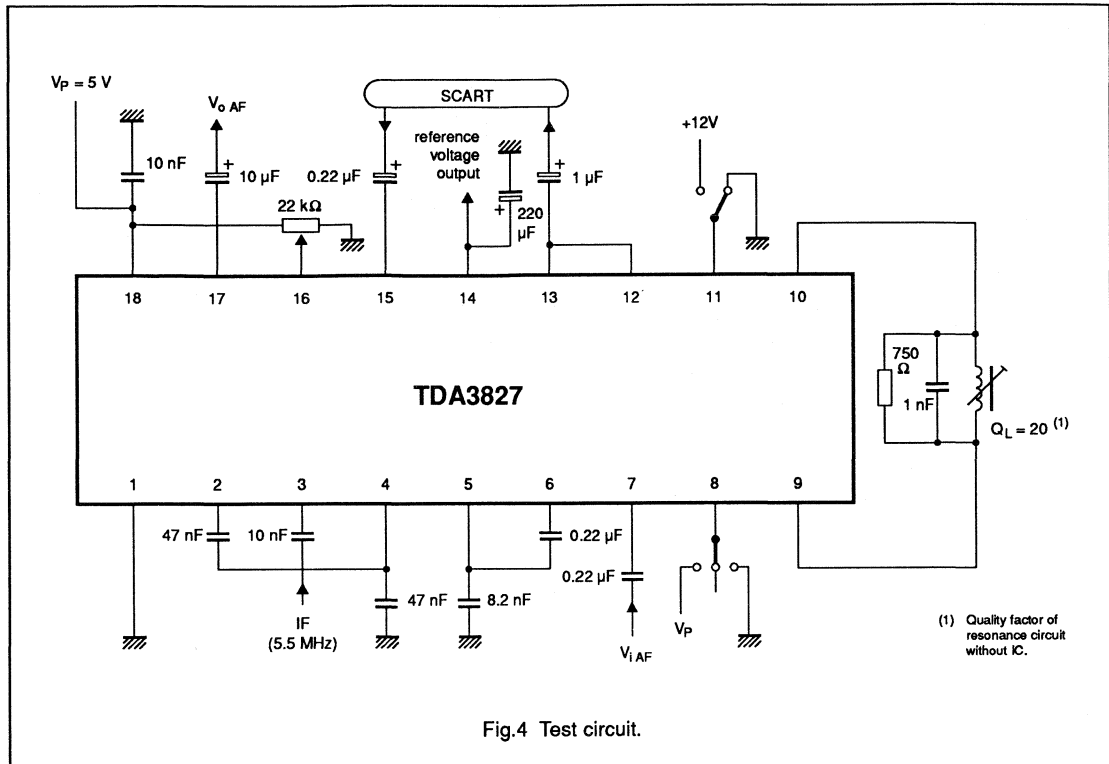 V_P = 5 V
V_o AF
SCART
+12V
reference
voltage
output
10 nF
10 µF
0.22 µF
1 µF
22 kΩ
220
µF
18 17 16 15 14 13 12 11 10
750
Ω
1 nF
TDA3827
Q_L = 20 (1)
1 2 3 4 5 6 7 8 9
47 nF
10 nF
0.22 µF
0.22 µF
47 nF
8.2 nF
IF
(5.5 MHz)
V_i AF
V_P
(1) Quality factor of
resonance circuit
without IC.
Fig.4 Test circuit.